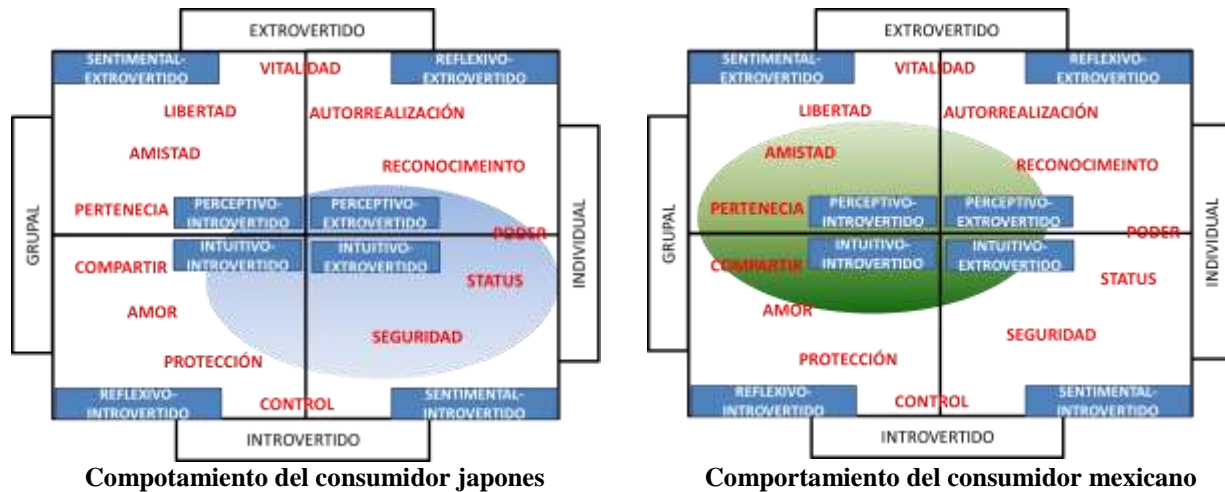 EXTROVERTIDO
SENTIMENTAL-
EXTROVERTIDO
VITALIDAD
REFLEXIVO-
EXTROVERTIDO
LIBERTAD
AUTORREALIZACIÓN
AMISTAD
RECONOCIMEINTO
PERTENECIA
PERCEPTIVO-
INTROVERTIDO
PERCEPTIVO-
EXTROVERTIDO
PODER
GRUPAL
INDIVIDUAL
COMPARTIR
INTUITIVO-
INTROVERTIDO
INTUITIVO-
EXTROVERTIDO
STATUS
AMOR
SEGURIDAD
PROTECCIÓN
REFLEXIVO-
INTROVERTIDO
CONTROL
SENTIMENTAL-
INTROVERTIDO
INTROVERTIDO
Compotamiento del consumidor japones
EXTROVERTIDO
SENTIMENTAL-
EXTROVERTIDO
VITALIDAD
REFLEXIVO-
EXTROVERTIDO
LIBERTAD
AUTORREALIZACIÓN
AMISTAD
RECONOCIMEINTO
PERTENECIA
PERCEPTIVO-
INTROVERTIDO
PERCEPTIVO-
EXTROVERTIDO
PODER
GRUPAL
INDIVIDUAL
COMPARTIR
INTUITIVO-
INTROVERTIDO
INTUITIVO-
EXTROVERTIDO
STATUS
AMOR
SEGURIDAD
PROTECCIÓN
REFLEXIVO-
INTROVERTIDO
CONTROL
SENTIMENTAL-
INTROVERTIDO
INTROVERTIDO
Comportamiento del consumidor mexicano